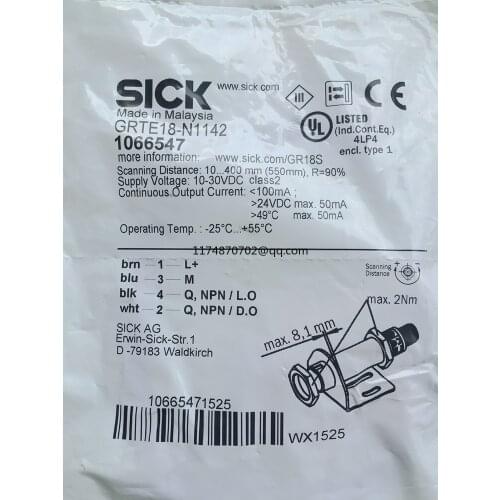 SICK www.sick.com
Made in Malaysia
GRTE18-N1142
1066547
UL LISTED
(Ind.Cont.Eq.)
4LP4
encl. type 1
more information: www.sick.com/GR18S
Scanning Distance: 10...400 mm (550mm), R=90%
Supply Voltage: 10-30VDC class2
Continuous Output Current: <100mA ;
>24VDC max. 50mA
>49°C max. 50mA
Operating Temp. : -25°C...+55°C
1174870702@qq.com
brn 1 L+
blu 3 M
blk 4 Q, NPN / L.O
wht 2 Q, NPN / D.O
Scanning
Distance
max. 2Nm
max. 8,1 mm
SICK AG
Erwin-Sick-Str.1
D -79183 Waldkirch
10665471525
WX1525